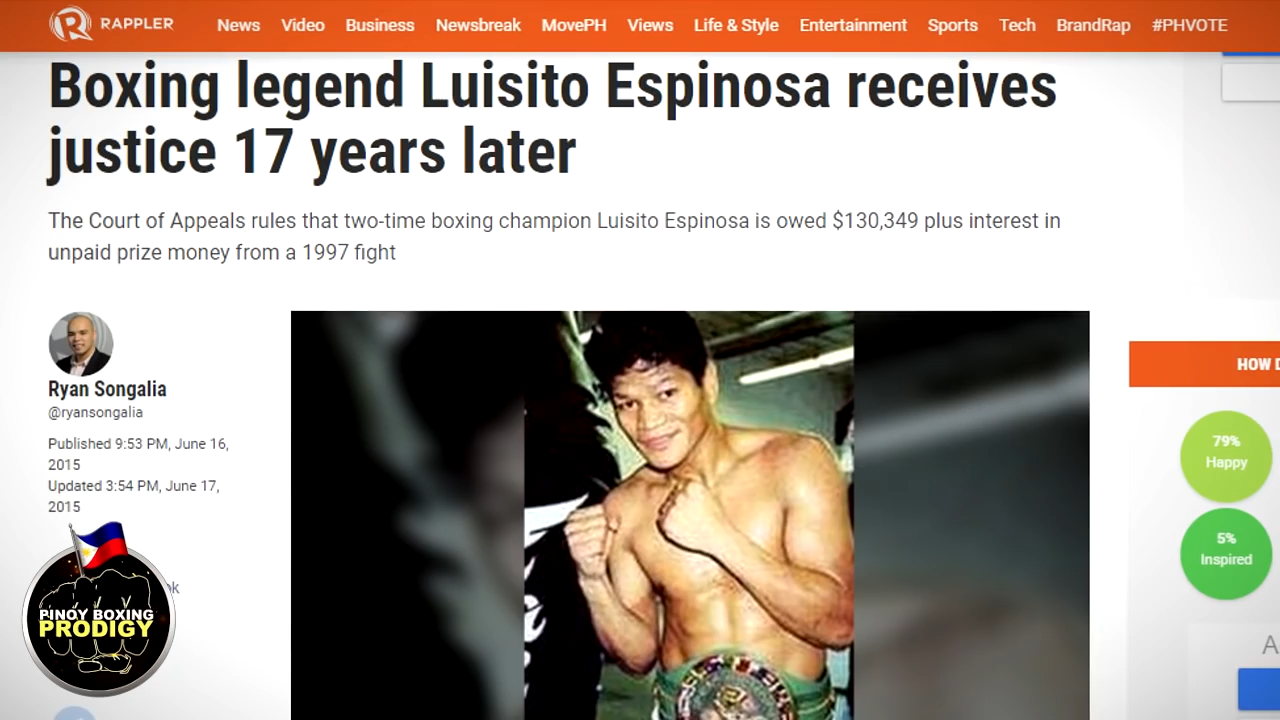 RAPPLER
News Video Business Newsbreak MovePH Views Life & Style Entertainment Sports Tech BrandRap #PHVOTE
Boxing legend Luisito Espinosa receives
justice 17 years later
The Court of Appeals rules that two-time boxing champion Luisito Espinosa is owed $130,349 plus interest in
unpaid prize money from a 1997 fight
Ryan Songalia
@ryansongalia
Published 9:53 PM, June 16,
2015
Updated 3:54 PM, June 17,
2015
PINOY BOXING
PRODIGY
HOW
79%
Happy
5%
Inspired